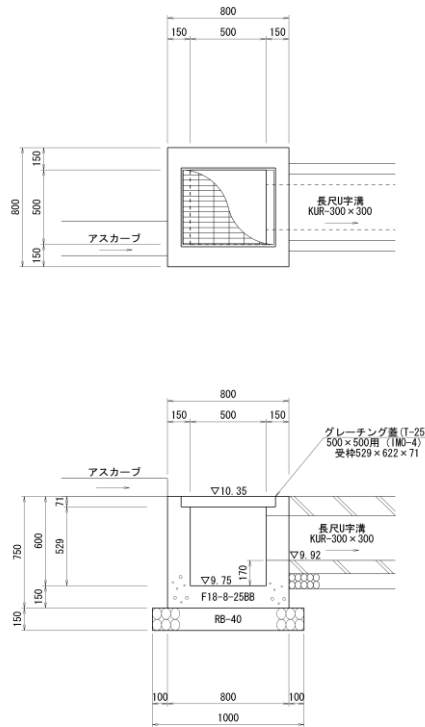 800
150 500 150
150
500
800
150
長尺U字溝
KUR-300×300
アスカーブ
800
150 500 150
グレーチング蓋(T-25
500×500用 (IMO-4)
受枠529×622×71
アスカーブ
▽10.35
71
長尺U字溝
KUR-300×300
750
600
529
▽9.92
170
▽9.75
150
F18-8-25BB
150
RB-40
100 800 100
1000